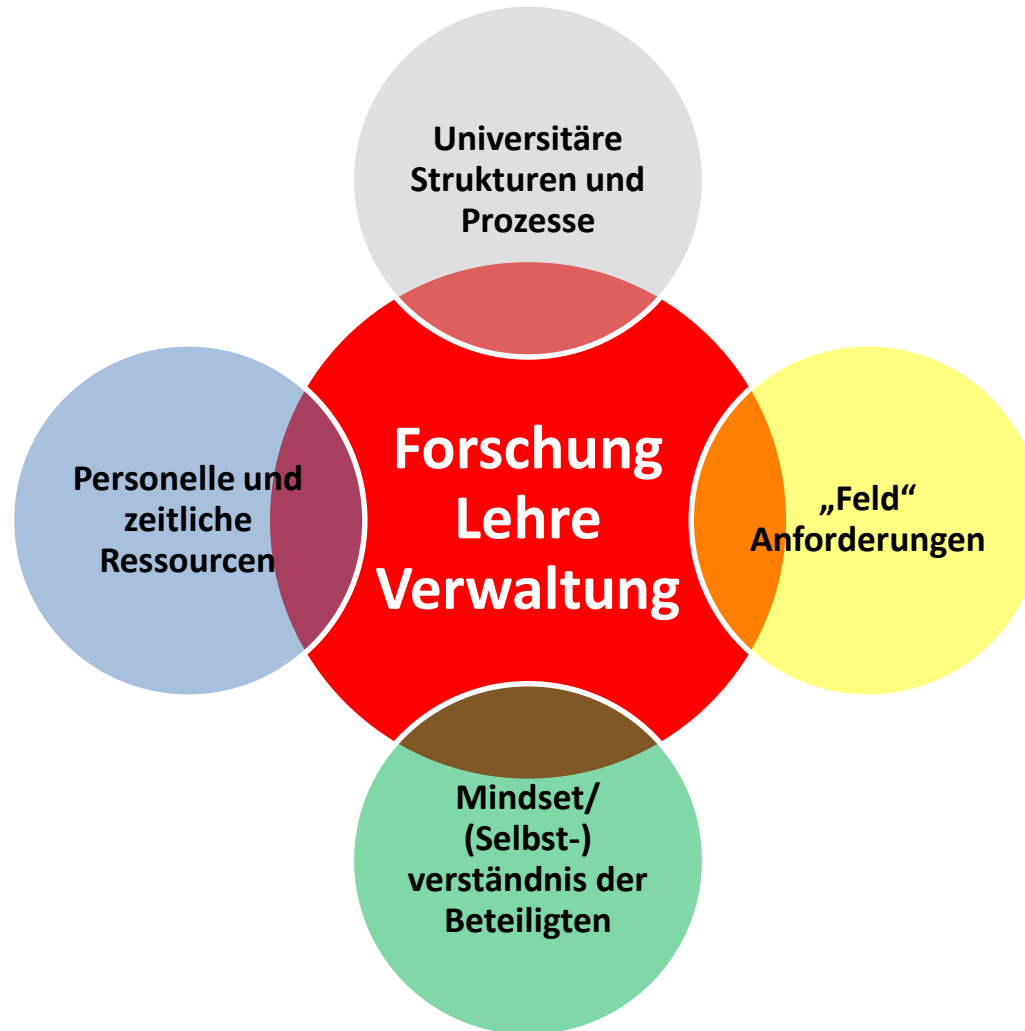 Universitäre
Strukturen und
Prozesse
Personelle und
zeitliche
Ressourcen
Forschung
Lehre
Verwaltung
„Feld“
Anforderungen
Mindset/
(Selbst-)
verständnis der
Beteiligten